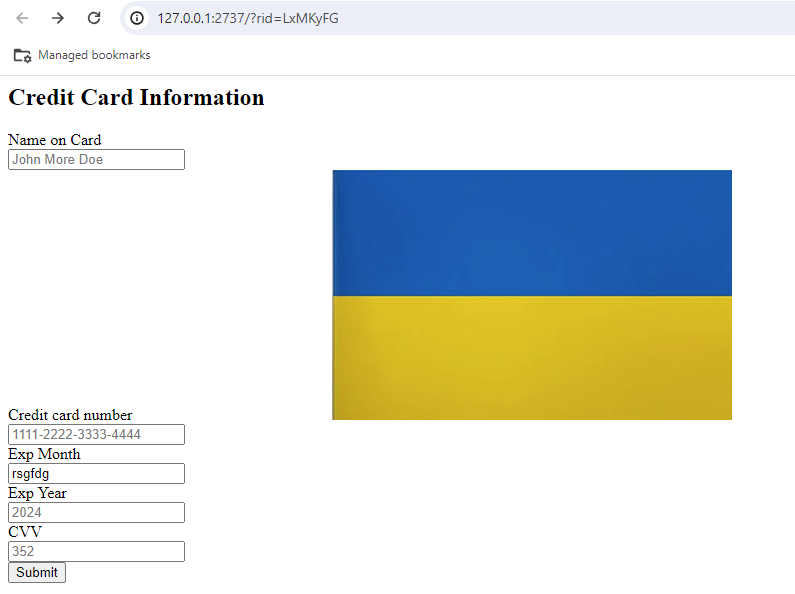 127.0.0.1:2737/?rid=LxMKyFG
Managed bookmarks
Credit Card Information
Name on Card
John More Doe
Credit card number
1111-2222-3333-4444
Exp Month
rsgfdg
Exp Year
2024
CVV
352
Submit